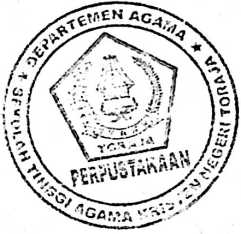 DEPARTEMEN AGAMA
SEKOLAH TINGGI AGAMA KRISTEN NEGERI TORAJA
TORAJA
PERPUSTAKAAN